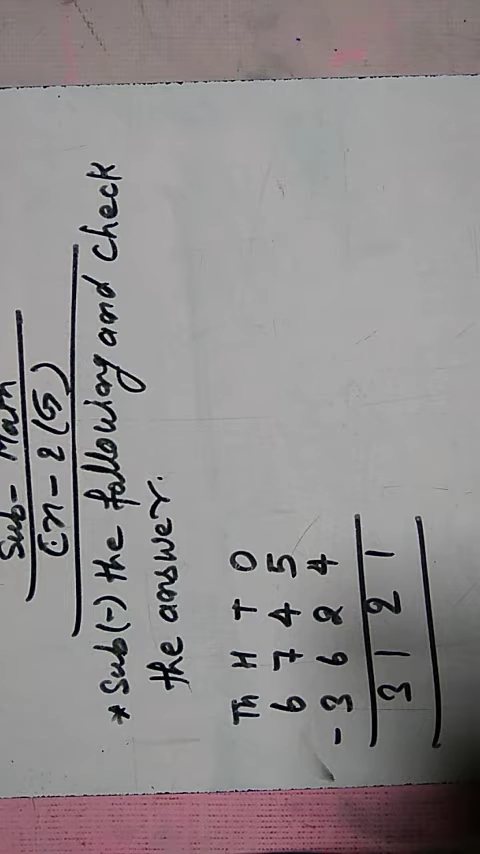 Sub- Math
Cn - 2 (G)
* Sub(-) the following and check
the answer.
Th H T O
6 7 4 5
- 3 6 2 4
3 1 2 1